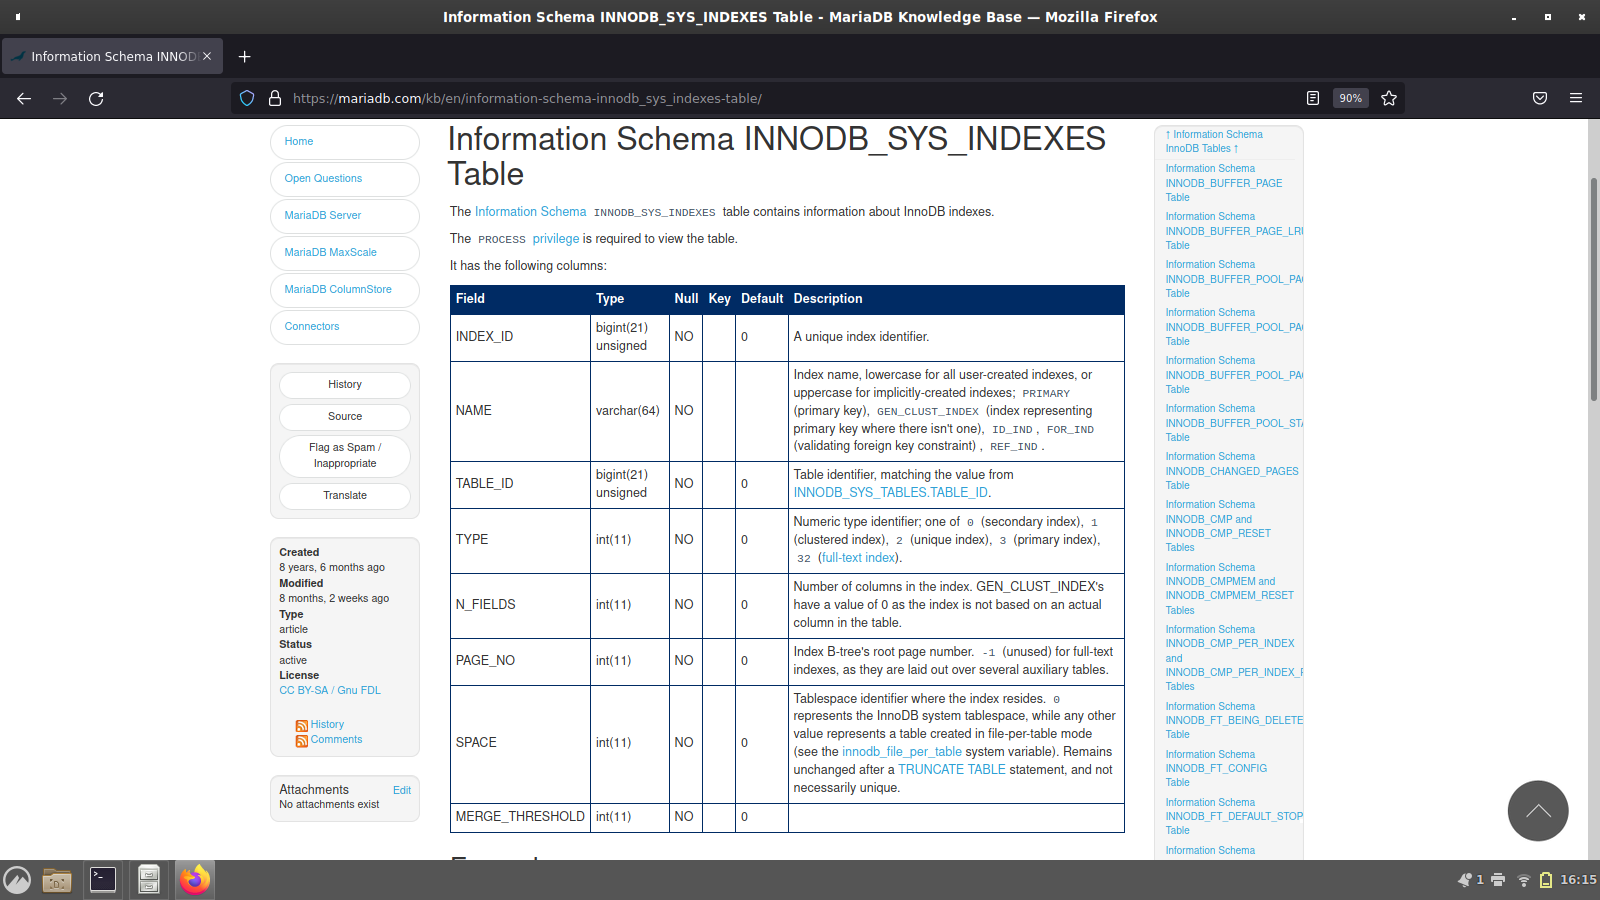 Information Schema INNODB_SYS_INDEXES Table - MariaDB Knowledge Base — Mozilla Firefox
Information Schema INNOD
https://mariadb.com/kb/en/information-schema-innodb_sys_indexes-table/
90%
Home
Open Questions
MariaDB Server
MariaDB MaxScale
MariaDB ColumnStore
Connectors
History
Source
Flag as Spam /
Inappropriate
Translate
Created
8 years, 6 months ago
Modified
8 months, 2 weeks ago
Type
article
Status
active
License
CC BY-SA / Gnu FDL
History
Comments
Attachments Edit
No attachments exist
Information Schema INNODB_SYS_INDEXES
Table
The Information Schema INNODB_SYS_INDEXES table contains information about InnoDB indexes.
The PROCESS privilege is required to view the table.
It has the following columns:
Field Type Null Key Default Description
INDEX_ID bigint(21) unsigned NO 0 A unique index identifier.
NAME varchar(64) NO Index name, lowercase for all user-created indexes, or
uppercase for implicitly-created indexes; PRIMARY
(primary key), GEN_CLUST_INDEX (index representing
primary key where there isn't one), ID_IND , FOR_IND
(validating foreign key constraint) , REF_IND .
TABLE_ID bigint(21) unsigned NO 0 Table identifier, matching the value from
INNODB_SYS_TABLES.TABLE_ID.
TYPE int(11) NO 0 Numeric type identifier; one of 0 (secondary index), 1
(clustered index), 2 (unique index), 3 (primary index),
32 (full-text index).
N_FIELDS int(11) NO 0 Number of columns in the index. GEN_CLUST_INDEX's
have a value of 0 as the index is not based on an actual
column in the table.
PAGE_NO int(11) NO 0 Index B-tree's root page number. -1 (unused) for full-text
indexes, as they are laid out over several auxiliary tables.
SPACE int(11) NO 0 Tablespace identifier where the index resides. 0
represents the InnoDB system tablespace, while any other
value represents a table created in file-per-table mode
(see the innodb_file_per_table system variable). Remains
unchanged after a TRUNCATE TABLE statement, and not
necessarily unique.
MERGE_THRESHOLD int(11) NO 0
↑ Information Schema
InnoDB Tables ↑
Information Schema
INNODB_BUFFER_PAGE
Table
Information Schema
INNODB_BUFFER_PAGE_LR
Table
Information Schema
INNODB_BUFFER_POOL_PA
Table
Information Schema
INNODB_BUFFER_POOL_PA
Table
Information Schema
INNODB_BUFFER_POOL_PA
Table
Information Schema
INNODB_BUFFER_POOL_STA
Table
Information Schema
INNODB_CHANGED_PAGES
Table
Information Schema
INNODB_CMP and
INNODB_CMP_RESET
Tables
Information Schema
INNODB_CMPMEM and
INNODB_CMPMEM_RESET
Tables
Information Schema
INNODB_CMP_PER_INDEX
and
INNODB_CMP_PER_INDEX_
Tables
Information Schema
INNODB_FT_BEING_DELETE
Table
Information Schema
INNODB_FT_CONFIG
Table
Information Schema
INNODB_FT_DEFAULT_STOP
Table
Information Schema
1
16:15